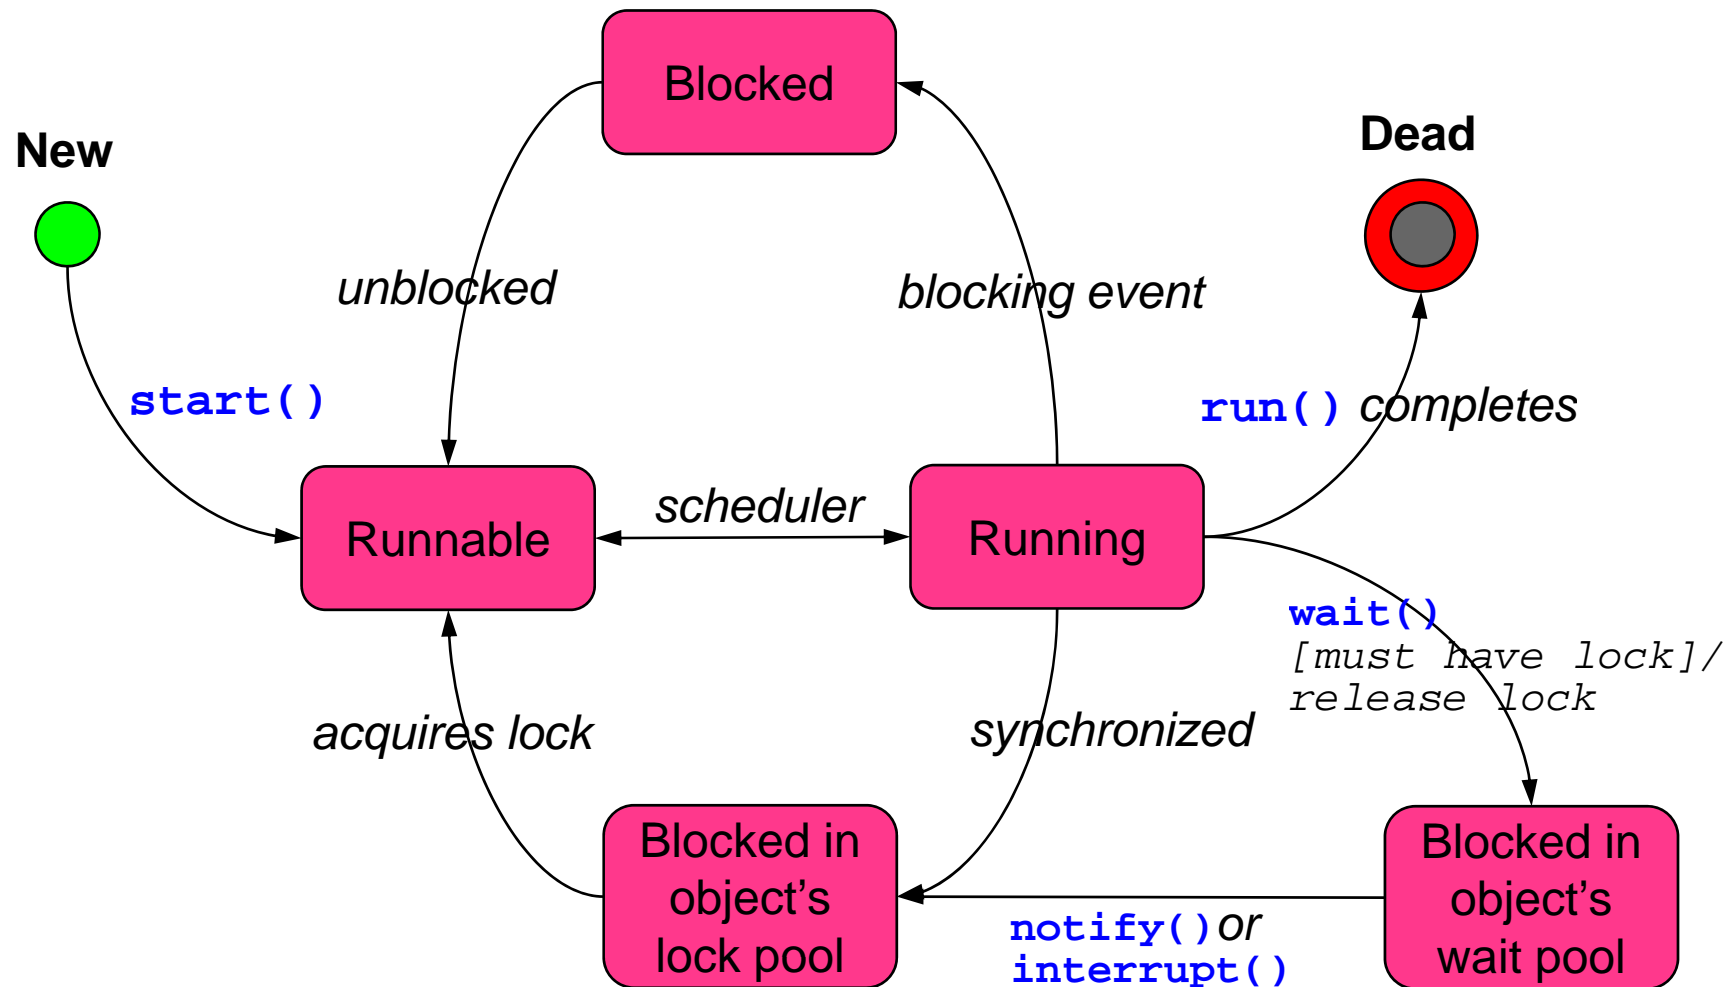 Blocked
New
Dead
unblocked
blocking event
start()
run() completes
scheduler
Runnable
Running
wait()
[must have lock]/
release lock
acquires lock
synchronized
Blocked in
object’s
lock pool
Blocked in
object’s
wait pool
notify() or
interrupt()